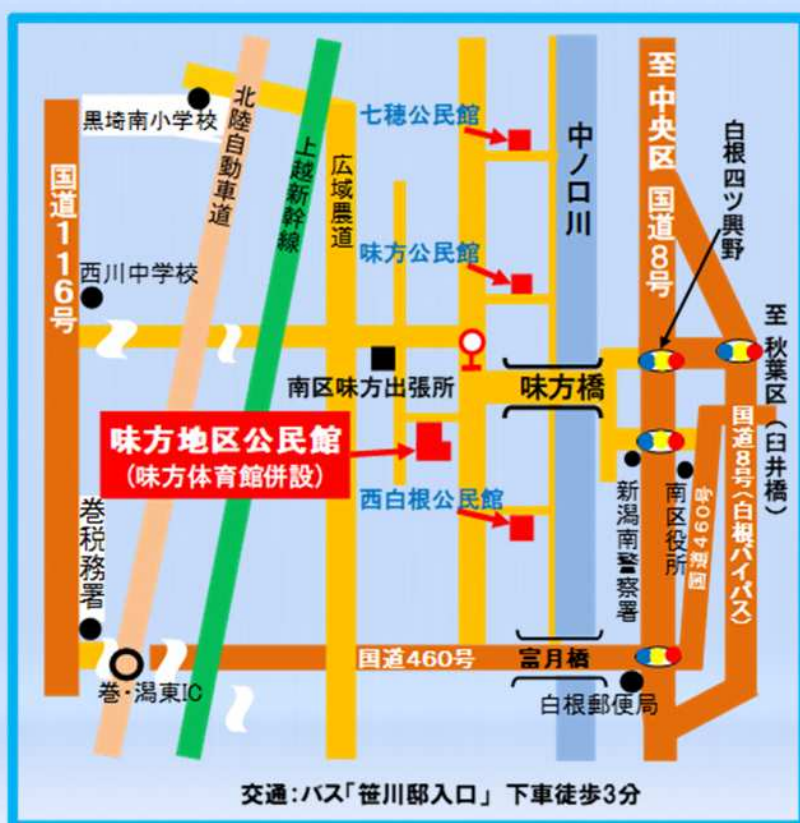 至 中央区 国道8号
白根四ツ興野
黒埼南小学校
北陸自動車道
上越新幹線
広域農道
七穂公民館
中ノ口川
国道116号
味方公民館
西川中学校
至 秋葉区(臼井橋)
南区味方出張所
味方橋
味方地区公民館
(味方体育館併設)
国道8号(白根バイパス)
西白根公民館
新潟南警察署
南区役所
国道460号
巻税務署
国道460号
富月橋
巻・潟東IC
白根郵便局
交通:バス「笹川邸入口」 下車徒歩3分